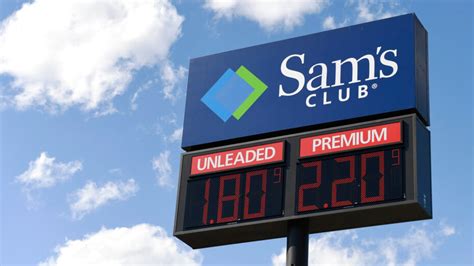 Sam's
CLUB®
UNLEADED PREMIUM
1.80 9 2.20 9